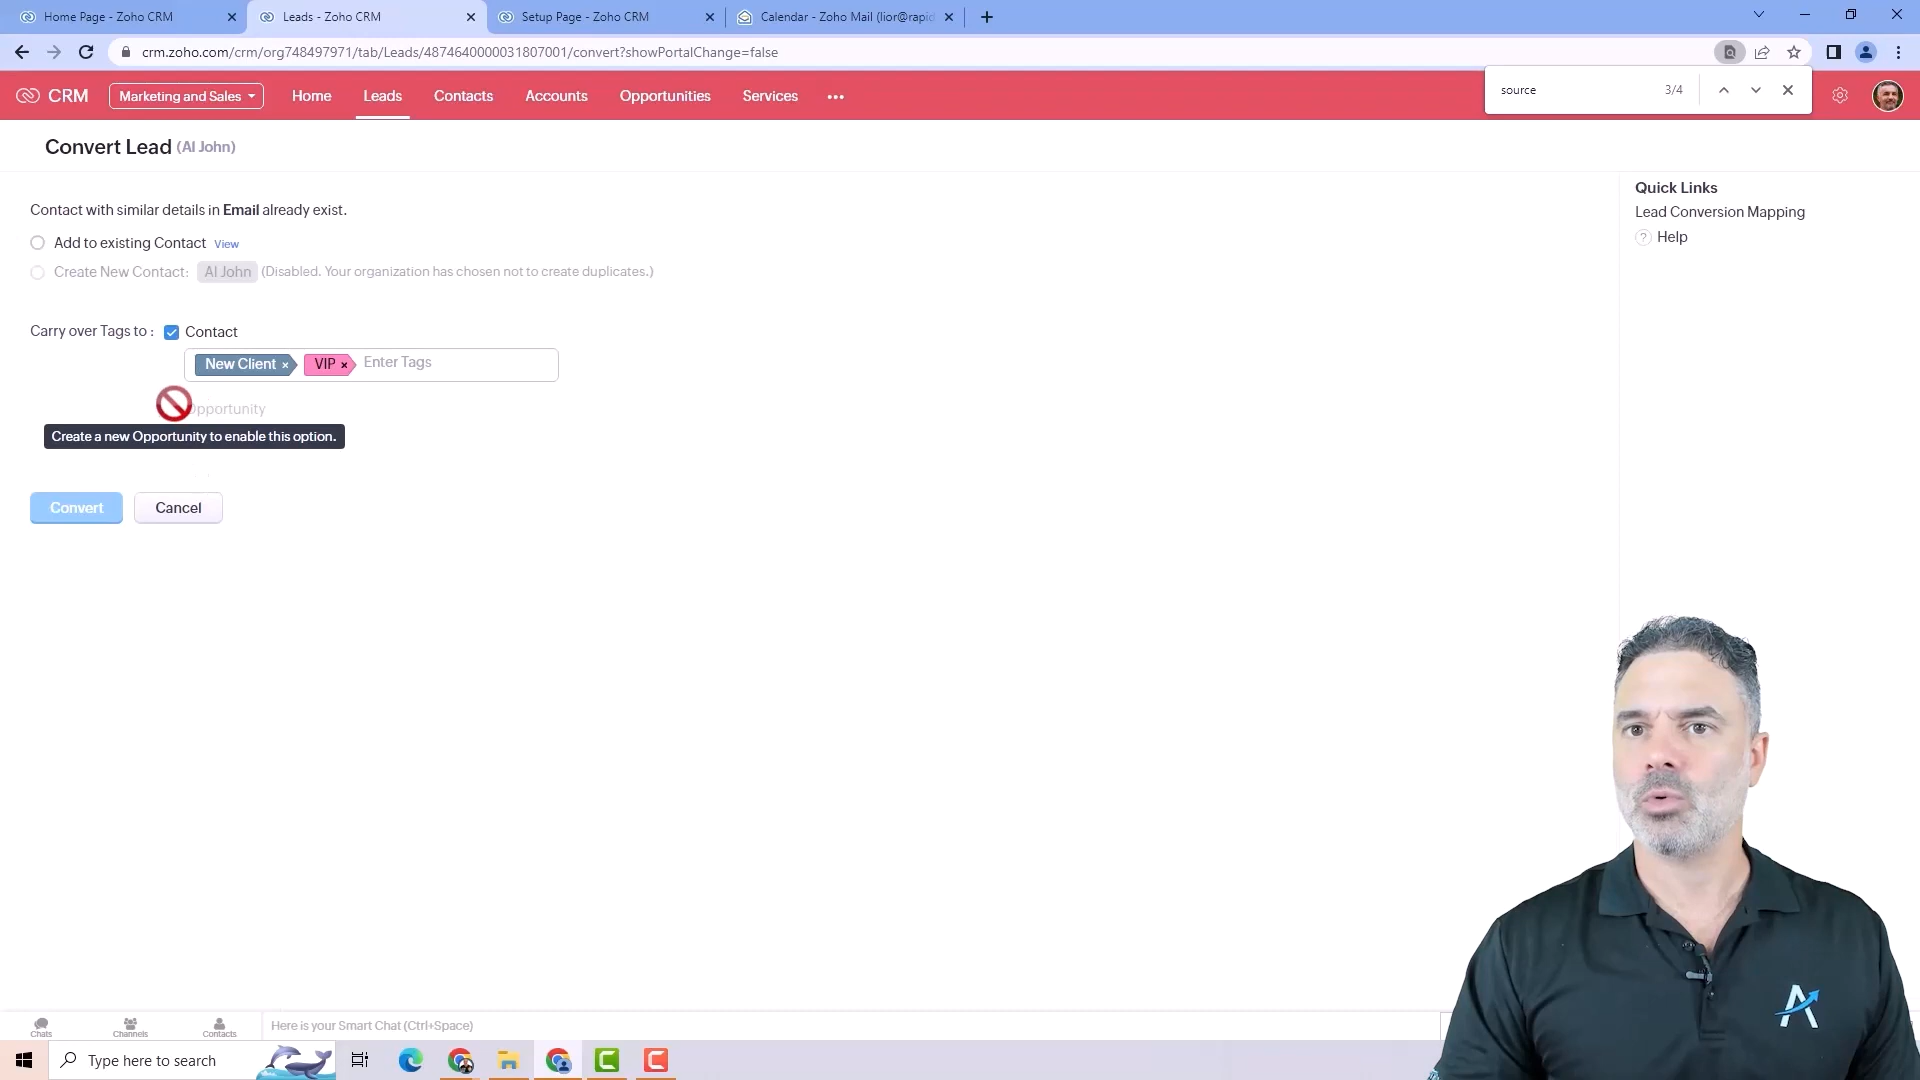 Home Page - Zoho CRM
Leads - Zoho CRM
Setup Page - Zoho CRM
Calendar - Zoho Mail (lior@rapid
crm.zoho.com/crm/org748497971/tab/Leads/4874640000031807001/convert?showPortalChange=false
CRM
Marketing and Sales
Home
Leads
Contacts
Accounts
Opportunities
Services
source
3/4
Convert Lead (Al John)
Contact with similar details in Email already exist.
Add to existing Contact View
Create New Contact: Al John (Disabled. Your organization has chosen not to create duplicates.)
Carry over Tags to : Contact
New Client × VIP × Enter Tags
Opportunity
Create a new Opportunity to enable this option.
Convert
Cancel
Quick Links
Lead Conversion Mapping
? Help
Chats
Channels
Contacts
Here is your Smart Chat (Ctrl+Space)
Type here to search